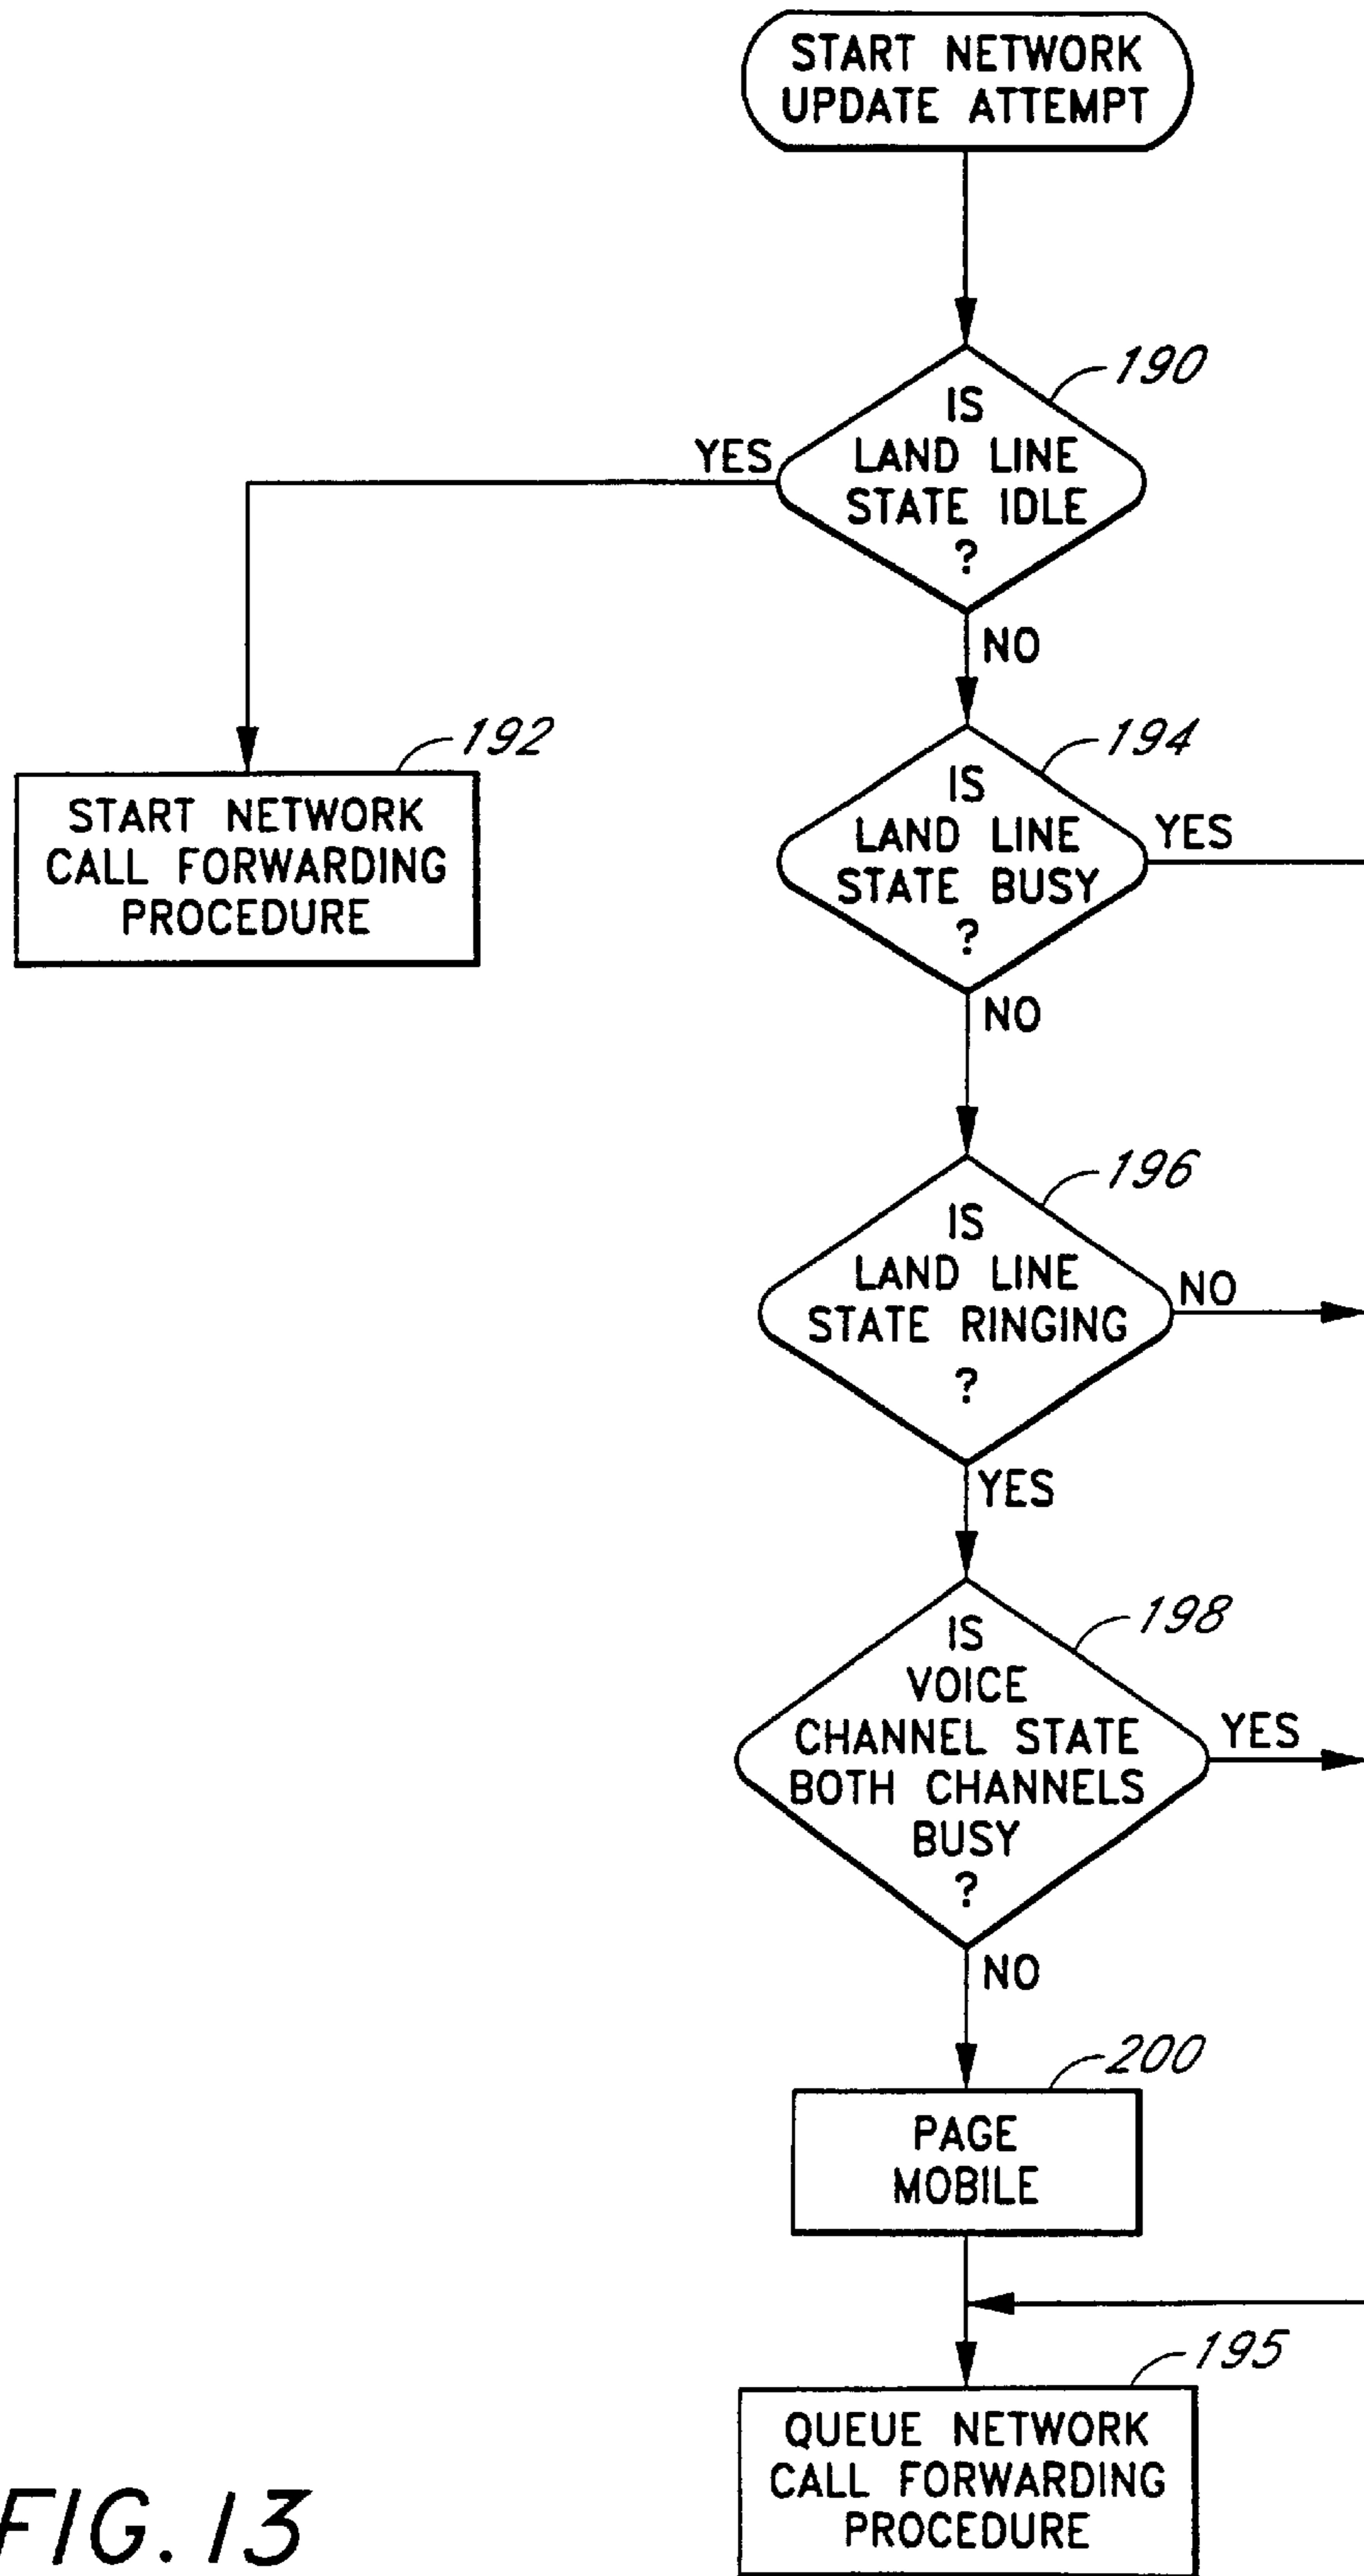 START NETWORK
UPDATE ATTEMPT
190
IS
LAND LINE
STATE IDLE
?
YES
NO
192
START NETWORK
CALL FORWARDING
PROCEDURE
194
IS
LAND LINE
STATE BUSY
?
YES
NO
196
IS
LAND LINE
STATE RINGING
?
NO
YES
198
IS
VOICE
CHANNEL STATE
BOTH CHANNELS
BUSY
?
YES
NO
200
PAGE
MOBILE
195
QUEUE NETWORK
CALL FORWARDING
PROCEDURE
FIG. 13